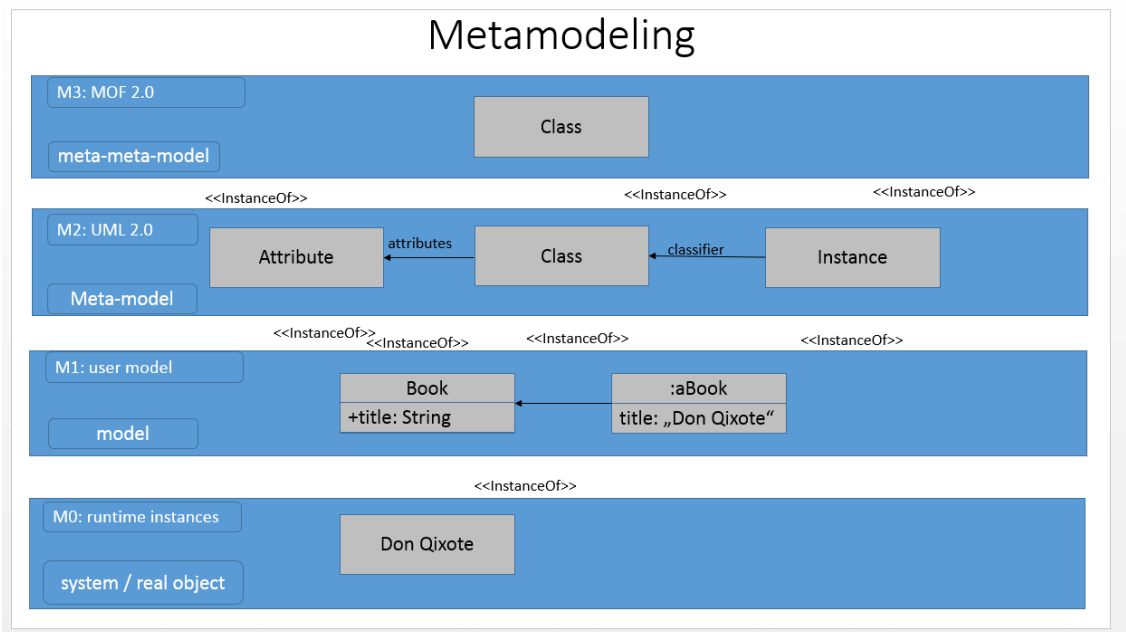 Metamodeling
M3: MOF 2.0
Class
meta-meta-model
<<InstanceOf>>
<<InstanceOf>>
<<InstanceOf>>
M2: UML 2.0
Attribute
attributes
Class
classifier
Instance
Meta-model
<<InstanceOf>>
<<InstanceOf>>
<<InstanceOf>>
<<InstanceOf>>
M1: user model
Book
:aBook
+title: String
title: „Don Qixote“
model
<<InstanceOf>>
M0: runtime instances
Don Qixote
system / real object